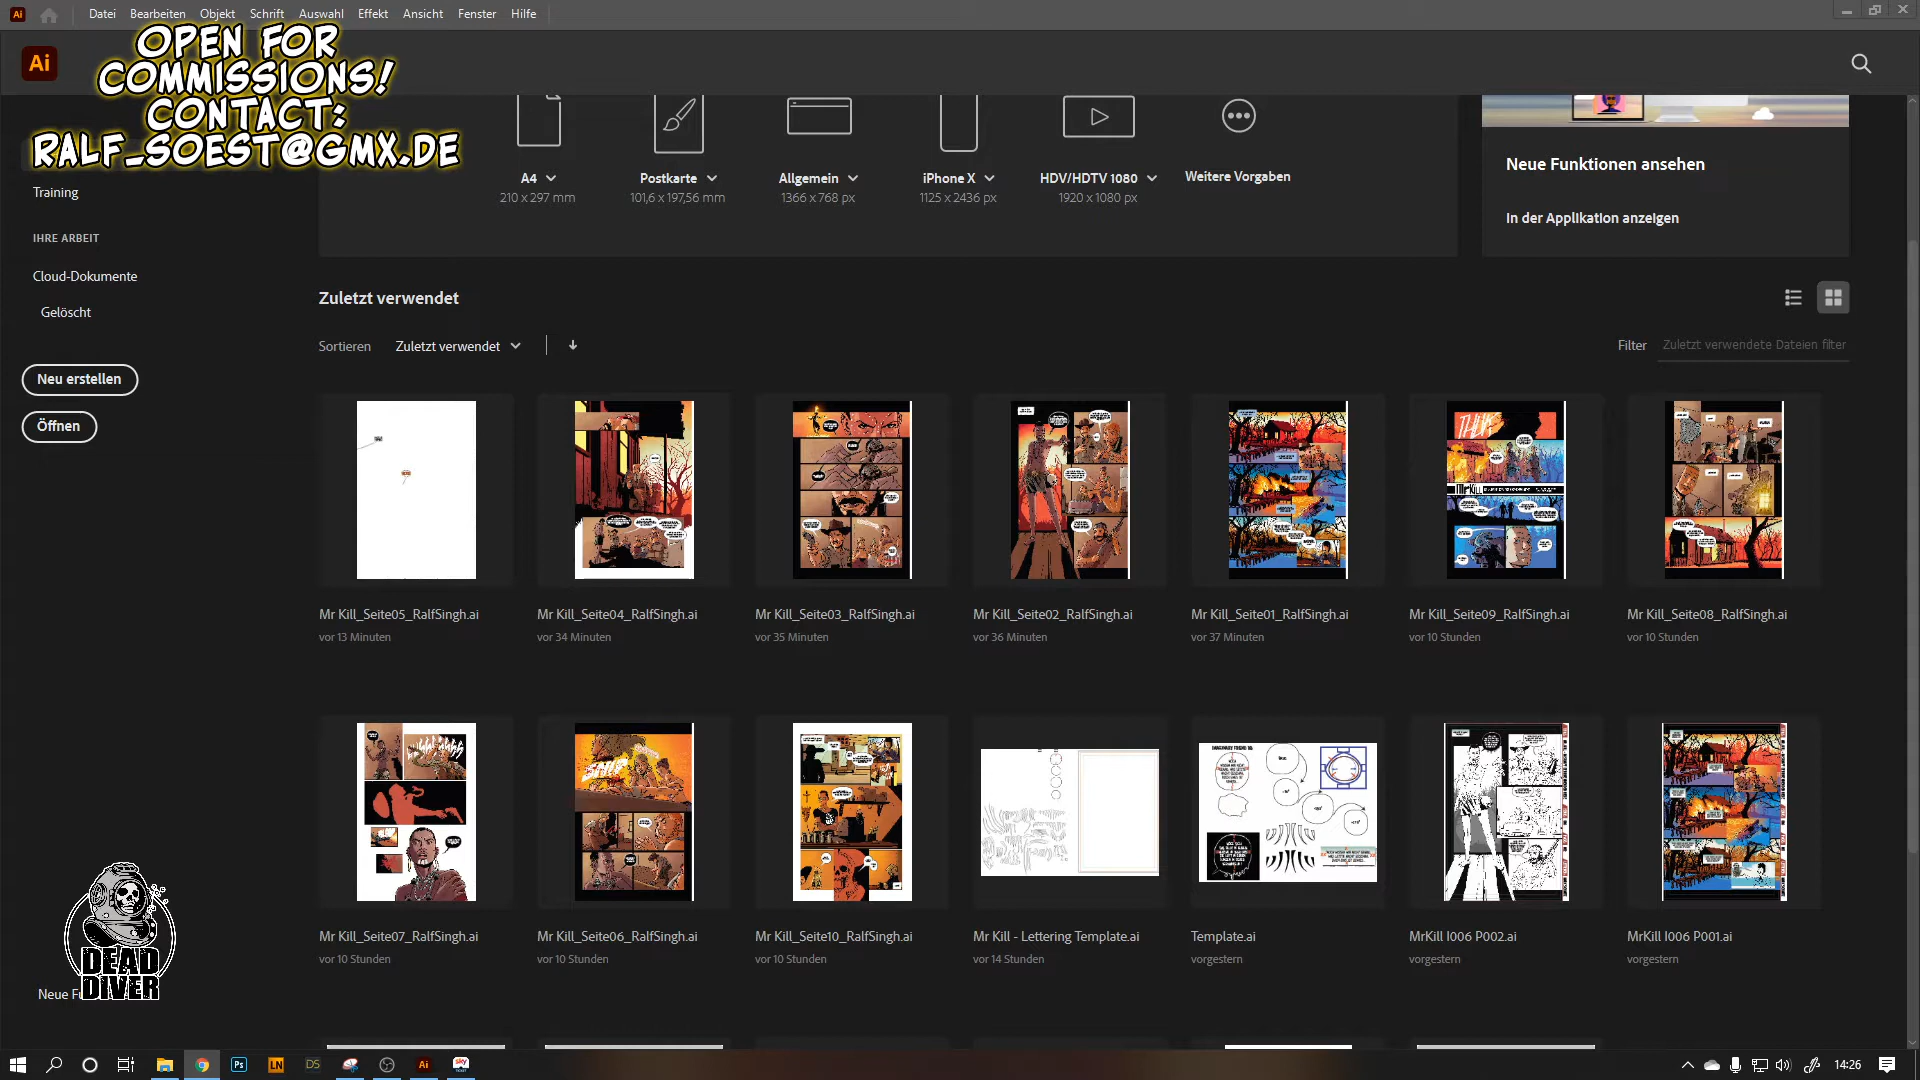 Ai
Datei Bearbeiten Objekt Schrift Auswahl Effekt Ansicht Fenster Hilfe
Ai
OPEN FOR
COMMISSIONS!
CONTACT:
RALF_SOEST@GMX.DE
Training
IHRE ARBEIT
Cloud-Dokumente
Gelöscht
Neu erstellen
Öffnen
A4
210 x 297 mm
Postkarte
101,6 x 197,56 mm
Allgemein
1366 x 768 px
iPhone X
1125 x 2436 px
HDV/HDTV 1080
1920 x 1080 px
Weitere Vorgaben
Neue Funktionen ansehen
In der Applikation anzeigen
Zuletzt verwendet
Sortieren Zuletzt verwendet
Filter Zuletzt verwendete Dateien filter
Mr Kill_Seite05_RalfSingh.ai
vor 13 Minuten
Mr Kill_Seite04_RalfSingh.ai
vor 34 Minuten
Mr Kill_Seite03_RalfSingh.ai
vor 35 Minuten
Mr Kill_Seite02_RalfSingh.ai
vor 36 Minuten
Mr Kill_Seite01_RalfSingh.ai
vor 37 Minuten
Mr Kill_Seite09_RalfSingh.ai
vor 10 Stunden
Mr Kill_Seite08_RalfSingh.ai
vor 10 Stunden
Mr Kill_Seite07_RalfSingh.ai
vor 10 Stunden
Mr Kill_Seite06_RalfSingh.ai
vor 10 Stunden
Mr Kill_Seite10_RalfSingh.ai
vor 10 Stunden
Mr Kill - Lettering Template.ai
vor 14 Stunden
Template.ai
vorgestern
MrKill I006 P002.ai
vorgestern
MrKill I006 P001.ai
vorgestern
DEAD
DIVER
Neue Fu
Ps
LN
DS
Ai
sky
14:26